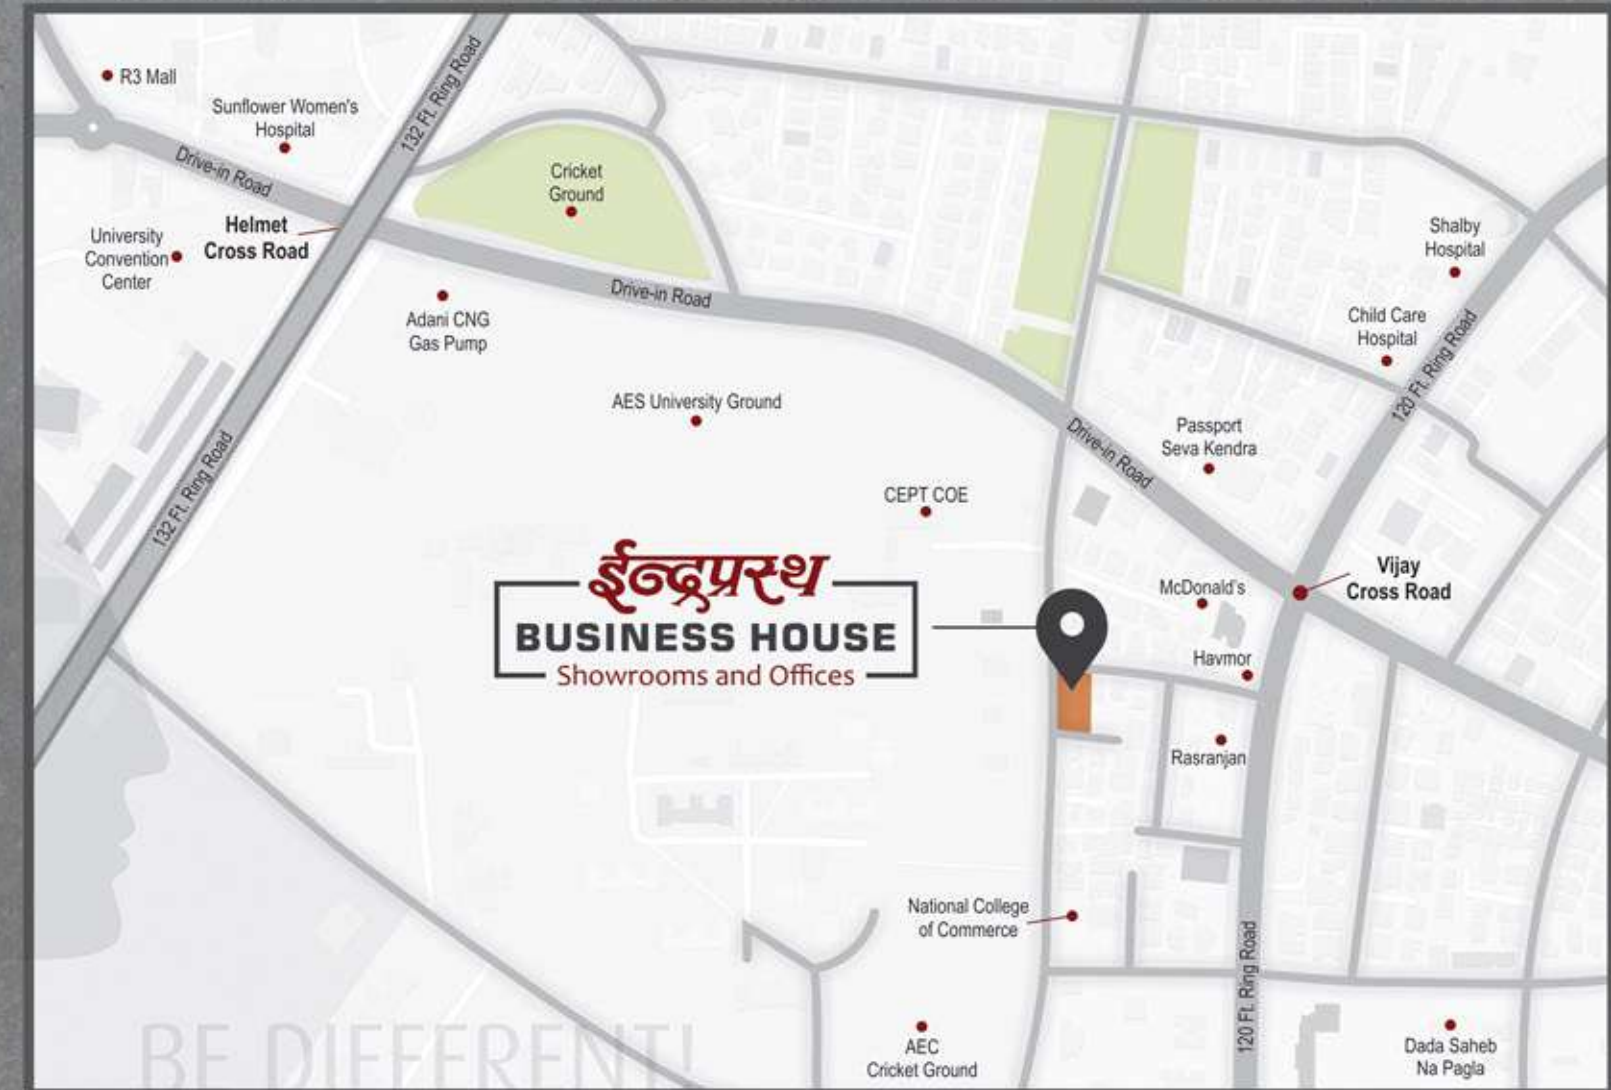 R3 Mall
Sunflower Women's
Hospital
132 Ft. Ring Road
Drive-in Road
Cricket
Ground
University
Convention
Center
Helmet
Cross Road
Shalby
Hospital
Drive-in Road
Adani CNG
Gas Pump
Child Care
Hospital
120 Ft. Ring Road
AES University Ground
Passport
Seva Kendra
Drive-in Road
132 Ft. Ring Road
CEPT COE
ईन्द्रप्रस्थ
BUSINESS HOUSE
Showrooms and Offices
McDonald's
Vijay
Cross Road
Havmor
Rasranjan
National College
of Commerce
120 Ft. Ring Road
BE DIFFERENT!
AEC
Cricket Ground
Dada Saheb
Na Pagla